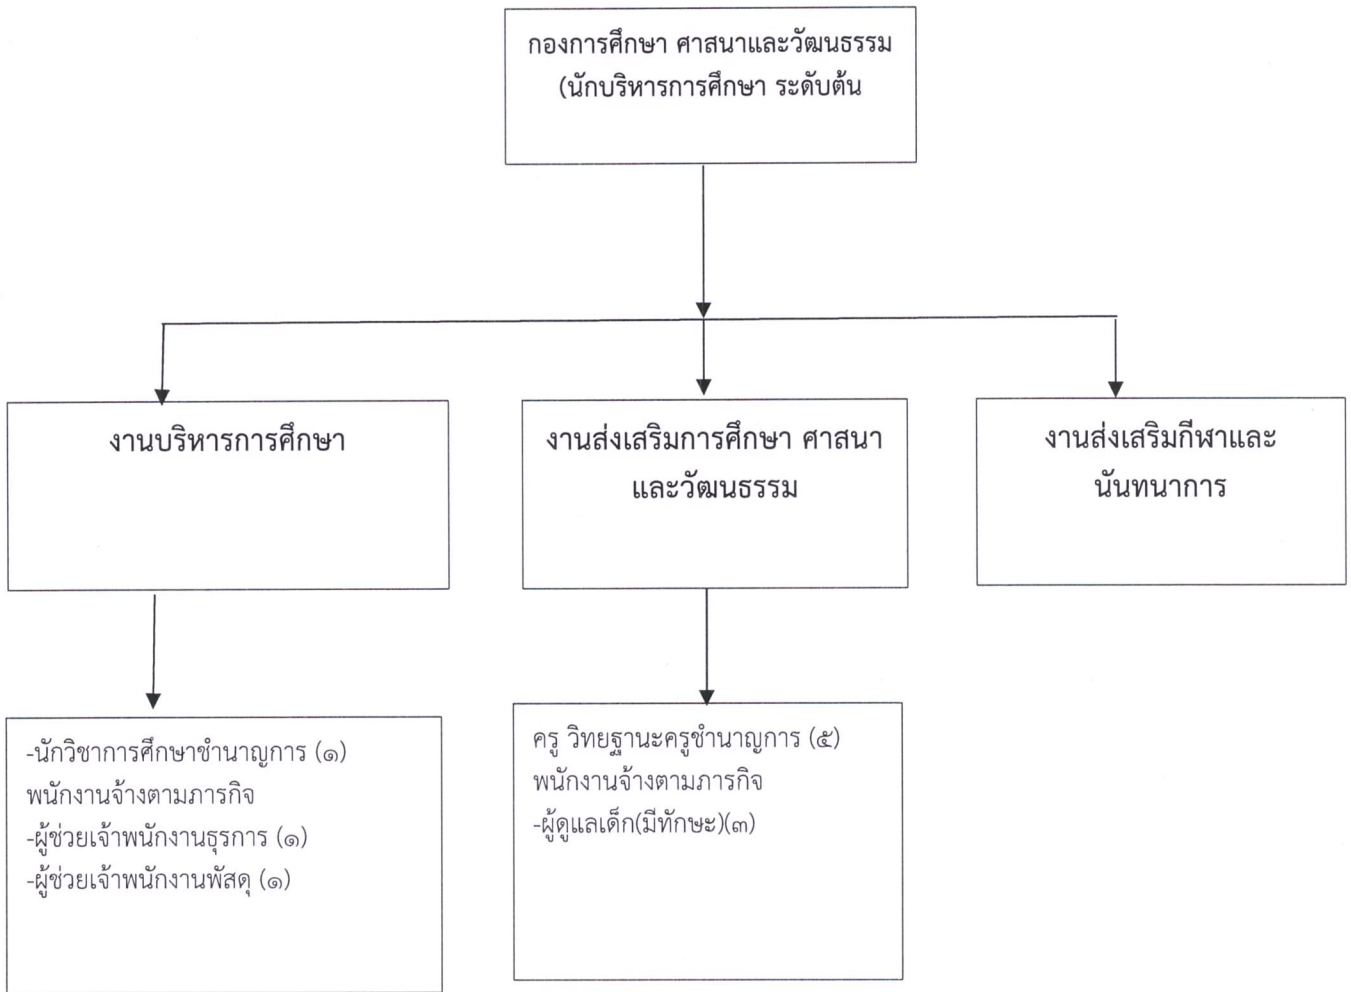 กองการศึกษา ศาสนาและวัฒนธรรม
(นักบริหารการศึกษา ระดับต้น
งานบริหารการศึกษา
งานส่งเสริมการศึกษา ศาสนา
และวัฒนธรรม
งานส่งเสริมกีฬาและ
นันทนาการ
-นักวิชาการศึกษาชำนาญการ (๑)
พนักงานจ้างตามภารกิจ
-ผู้ช่วยเจ้าพนักงานธุรการ (๑)
-ผู้ช่วยเจ้าพนักงานพัสดุ (๑)
ครู วิทยฐานะครูชำนาญการ (๕)
พนักงานจ้างตามภารกิจ
-ผู้ดูแลเด็ก(มีทักษะ)(๓)